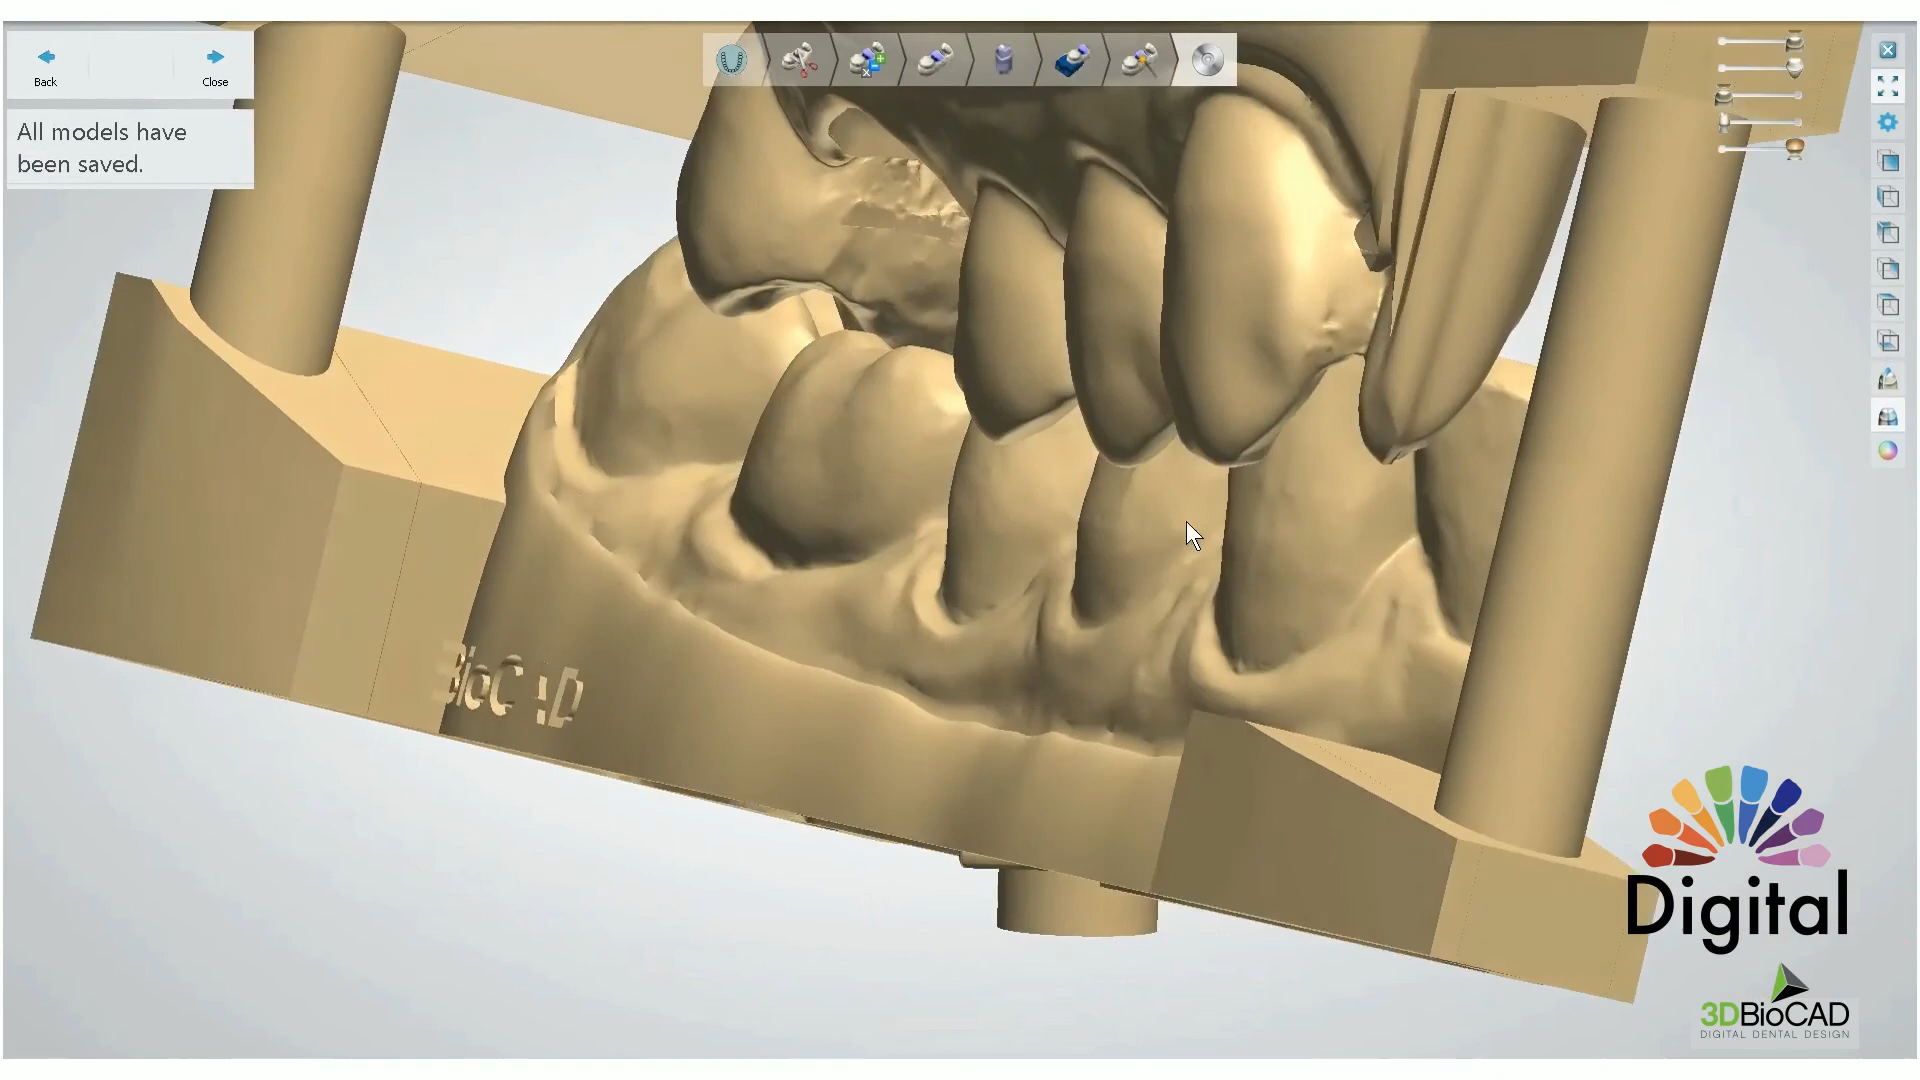 Back
Close
All models have
been saved.
Digital
3DBioCAD
DIGITAL DENTAL DESIGN